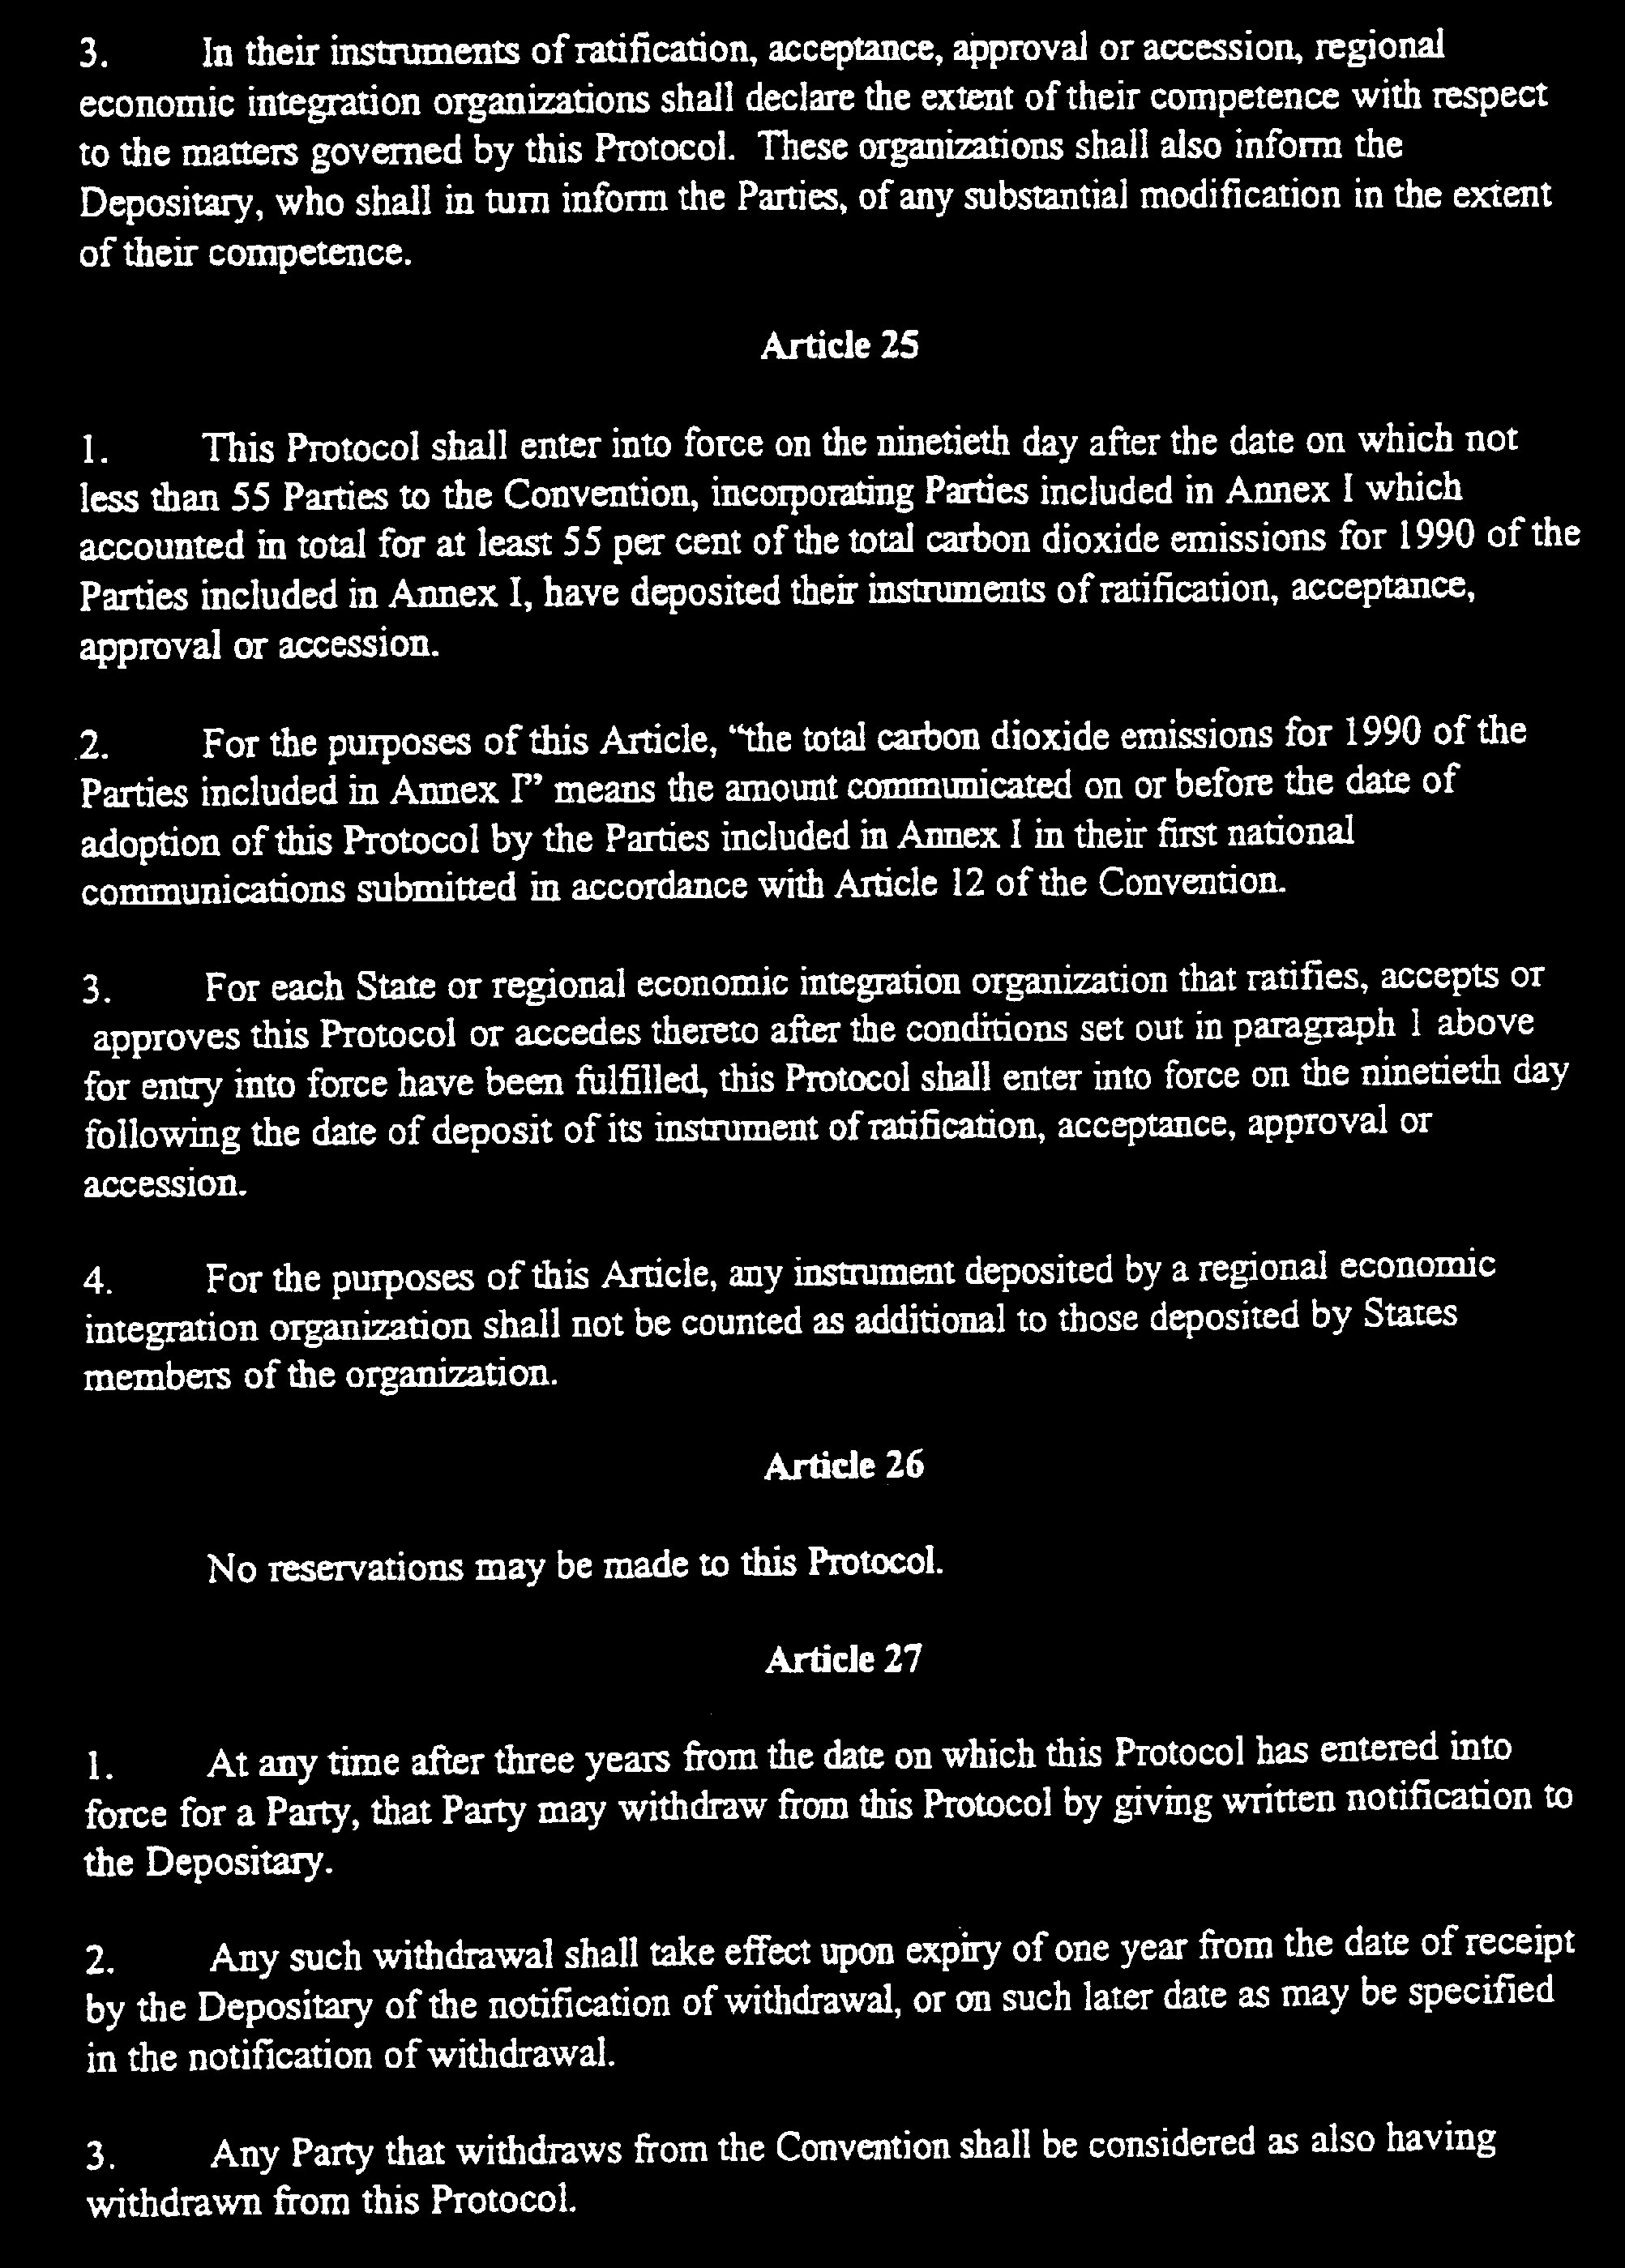 3. In their instruments of ratification, acceptance, approval or accession, regional
economic integration organizations shall declare the extent of their competence with respect
to the matters governed by this Protocol. These organizations shall also inform the
Depositary, who shall in turn inform the Parties, of any substantial modification in the extent
of their competence.
Article 25
1. This Protocol shall enter into force on the ninetieth day after the date on which not
less than 55 Parties to the Convention, incorporating Parties included in Annex I which
accounted in total for at least 55 per cent of the total carbon dioxide emissions for 1990 of the
Parties included in Annex I, have deposited their instruments of ratification, acceptance,
approval or accession.
2. For the purposes of this Article, “the total carbon dioxide emissions for 1990 of the
Parties included in Annex I” means the amount communicated on or before the date of
adoption of this Protocol by the Parties included in Annex I in their first national
communications submitted in accordance with Article 12 of the Convention.
3. For each State or regional economic integration organization that ratifies, accepts or
approves this Protocol or accedes thereto after the conditions set out in paragraph 1 above
for entry into force have been fulfilled, this Protocol shall enter into force on the ninetieth day
following the date of deposit of its instrument of ratification, acceptance, approval or
accession.
4. For the purposes of this Article, any instrument deposited by a regional economic
integration organization shall not be counted as additional to those deposited by States
members of the organization.
Article 26
No reservations may be made to this Protocol.
Article 27
1. At any time after three years from the date on which this Protocol has entered into
force for a Party, that Party may withdraw from this Protocol by giving written notification to
the Depositary.
2. Any such withdrawal shall take effect upon expiry of one year from the date of receipt
by the Depositary of the notification of withdrawal, or on such later date as may be specified
in the notification of withdrawal.
3. Any Party that withdraws from the Convention shall be considered as also having
withdrawn from this Protocol.